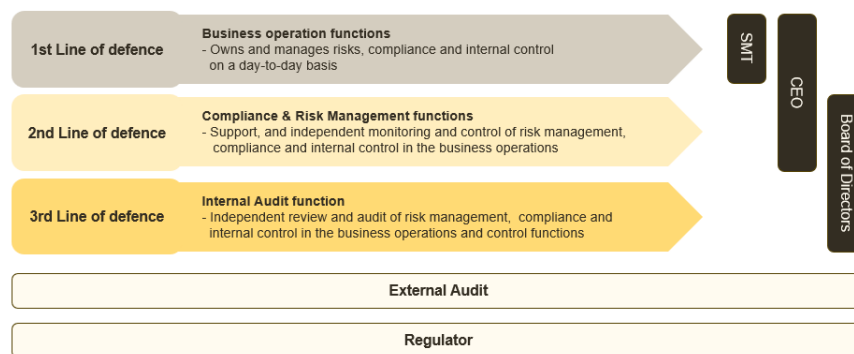 1st Line of defence
Business operation functions
- Owns and manages risks, compliance and internal control
on a day-to-day basis
2nd Line of defence
Compliance & Risk Management functions
- Support, and independent monitoring and control of risk management,
compliance and internal control in the business operations
3rd Line of defence
Internal Audit function
- Independent review and audit of risk management, compliance and
internal control in the business operations and control functions
SMT
CEO
Board of Directors
External Audit
Regulator